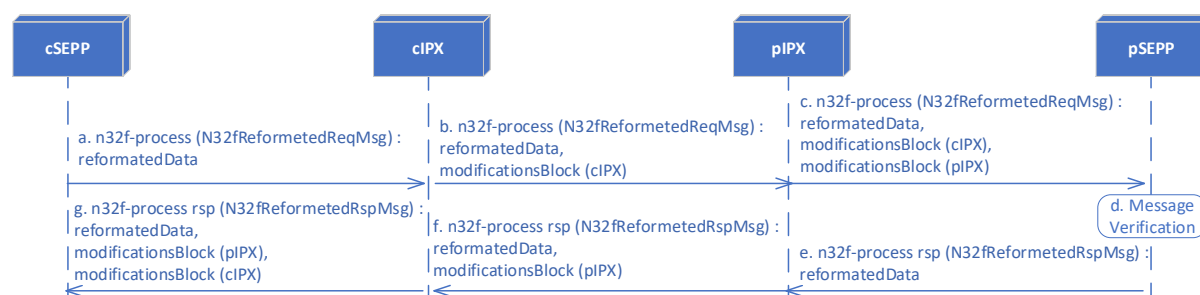 cSEPP
cIPX
pIPX
pSEPP
a. n32f-process (N32fReformetedReqMsg) :
reformatedData
b. n32f-process (N32fReformetedReqMsg) :
reformatedData,
modificationsBlock (cIPX)
c. n32f-process (N32fReformetedReqMsg) :
reformatedData,
modificationsBlock (cIPX),
modificationsBlock (pIPX)
d. Message
Verification
e. n32f-process rsp (N32fReformetedRspMsg) :
reformatedData
f. n32f-process rsp (N32fReformetedRspMsg) :
reformatedData,
modificationsBlock (pIPX)
g. n32f-process rsp (N32fReformetedRspMsg) :
reformatedData,
modificationsBlock (pIPX),
modificationsBlock (cIPX)